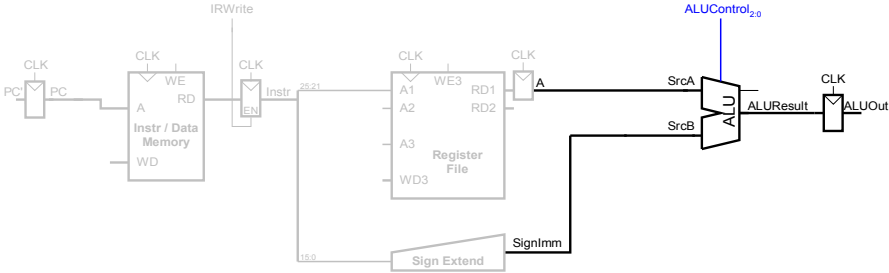 IRWrite
ALUControl2:0
CLK
CLK
CLK
CLK
CLK
CLK
PC'
PC
WE
A
RD
Instr / Data
Memory
WD
EN
Instr
25:21
A1
WE3
RD1
A2
RD2
A3
Register
File
WD3
A
SrcA
SrcB
ALU
ALUResult
ALUOut
SignImm
15:0
Sign Extend